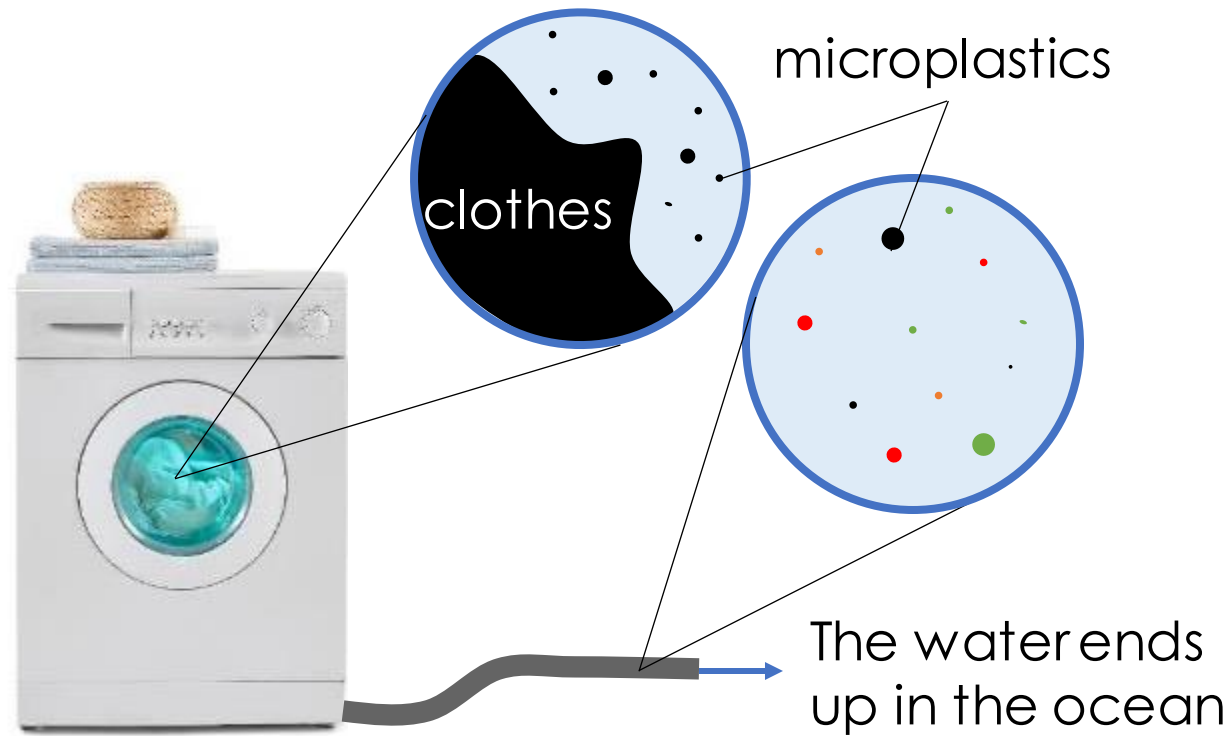 microplastics
clothes
The water ends
up in the ocean